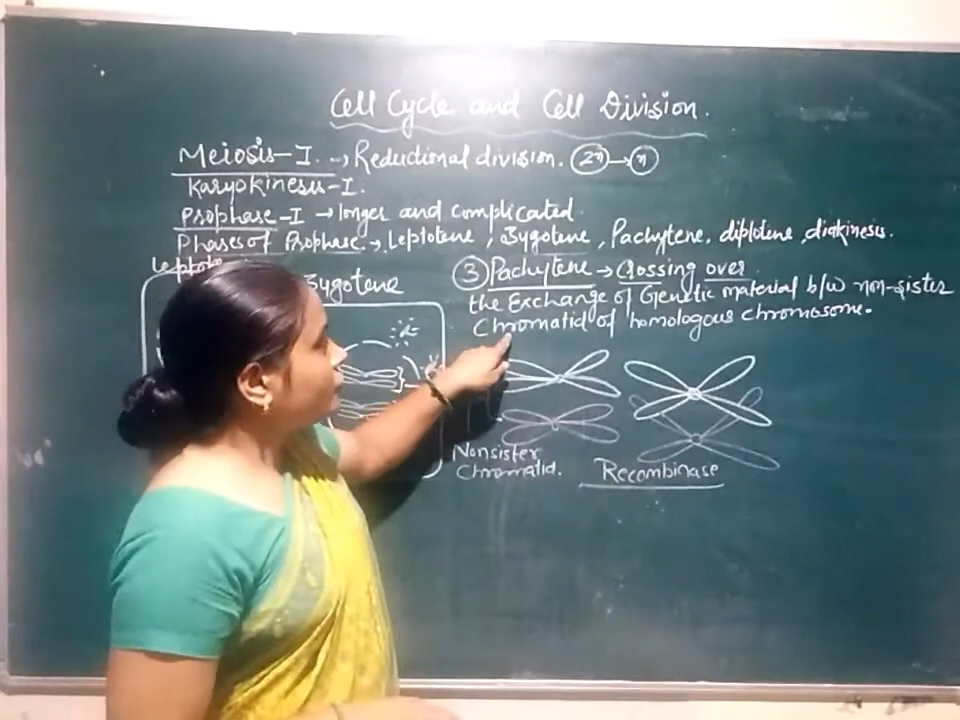 Cell Cycle and Cell Division.
Meiosis-I. → Reductional division. 2n → n
Karyokinesis-I.
Prophase-I → longer and complicated.
Phases of Prophase. → Leptotene, Zygotene, Pachytene, diplotene, diakinesis.
Zygotene
③ Pachytene → Crossing over.
the Exchange of Genetic material b/w non-sister
Chromatid of homologous chromosome.
Nonsister
Chromatid.
Recombinase